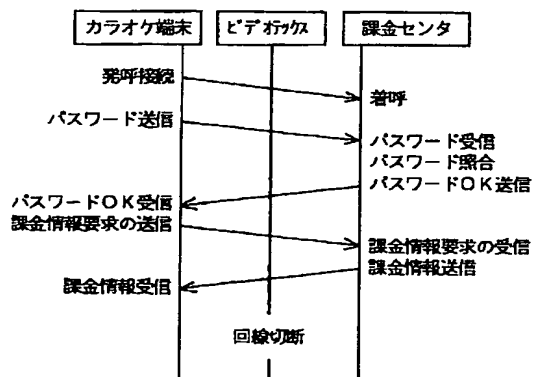 カラオケ端末
ビデオテックス
課金センタ
発呼接続
着呼
パスワード送信
パスワード受信
パスワード照合
パスワードOK送信
パスワードOK受信
課金情報要求の送信
課金情報要求の受信
課金情報送信
課金情報受信
回線切断